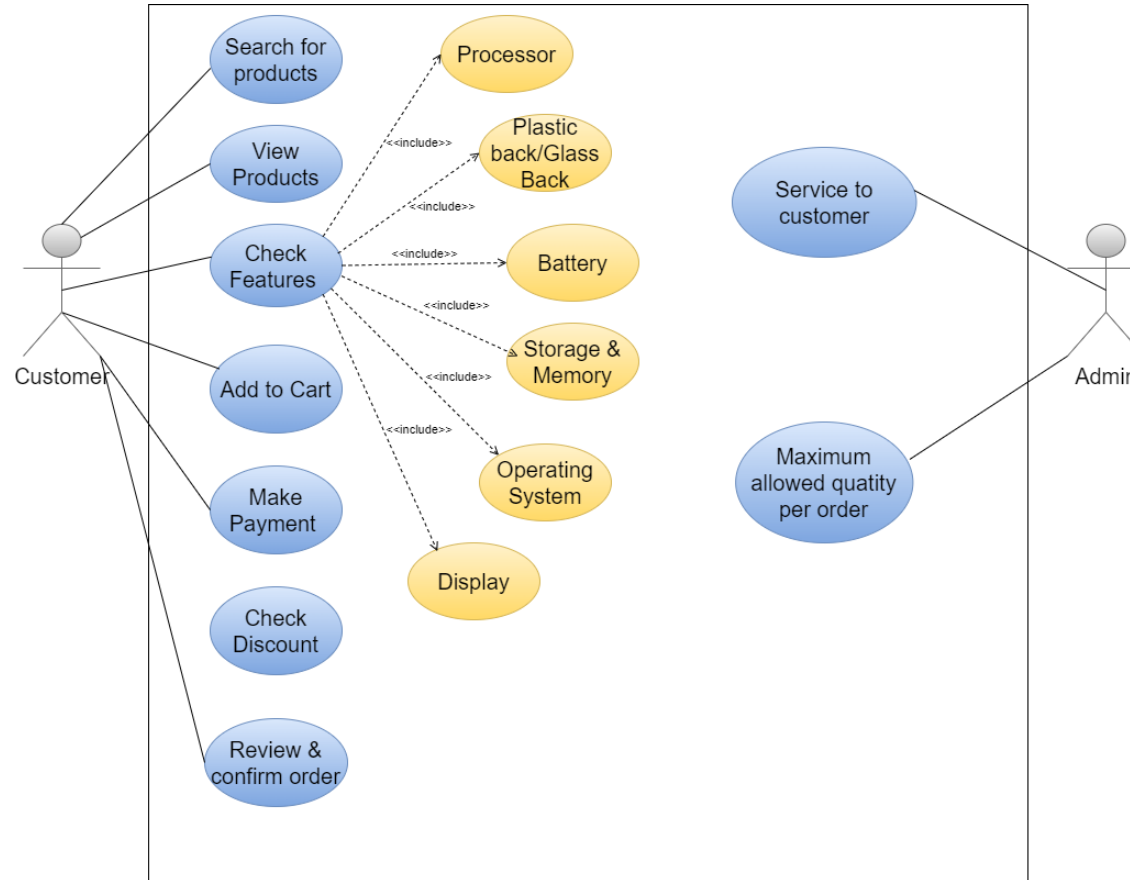 Search for
products
Processor
<<include>>
Plastic
back/Glass
Back
View
Products
<<include>>
Service to
customer
Check
Features
<<include>>
Battery
<<include>>
Storage &
Memory
Customer
Admin
Add to Cart
<<include>>
<<include>>
Operating
System
Maximum
allowed quatity
per order
Make
Payment
Display
Check
Discount
Review &
confirm order